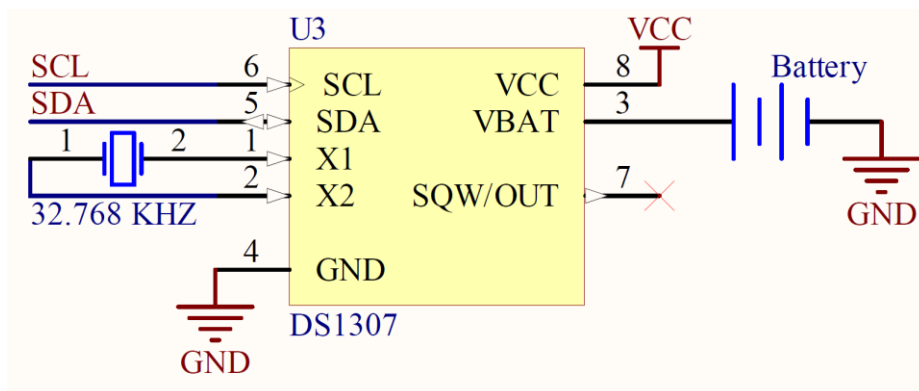 U3
VCC
SCL 6 SCL VCC 8 Battery
SDA 5 SDA VBAT 3
1 2 1 X1
2 X2 SQW/OUT 7
32.768 KHZ
GND
4 GND
DS1307
GND